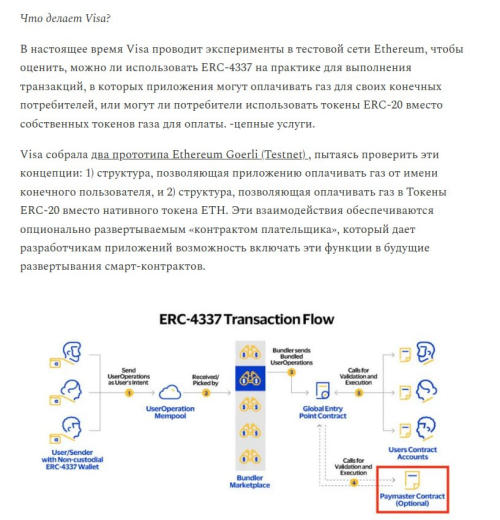 Что делает Visa?
В настоящее время Visa проводит эксперименты в тестовой сети Ethereum, чтобы
оценить, можно ли использовать ERC-4337 на практике для выполнения
транзакций, в которых приложения могут оплачивать газ для своих конечных
потребителей, или могут ли потребители использовать токены ERC-20 вместо
собственных токенов газа для оплаты. -цепные услуги.
Visa собрала два прототипа Ethereum Goerli (Testnet) , пытаясь проверить эти
концепции: 1) структура, позволяющая приложению оплачивать газ от имени
конечного пользователя, и 2) структура, позволяющая оплачивать газ в Токены
ERC-20 вместо нативного токена ETH. Эти взаимодействия обеспечиваются
опционально развертываемым «контрактом плательщика», который дает
разработчикам приложений возможность включать эти функции в будущие
развертывания смарт-контрактов.
ERC-4337 Transaction Flow
Send
UserOperations
as User's Intent
1
Received/
Picked by
2
Bundler sends
Bundled
UserOperations
3
Calls for
Validation and
Execution
5
UserOperation
Mempool
Global Entry
Point Contract
User/Sender
with Non-custodial
ERC-4337 Wallet
Bundler
Marketplace
Users Contract
Accounts
Calls for
Validation and
Execution
4
Paymaster Contract
(Optional)